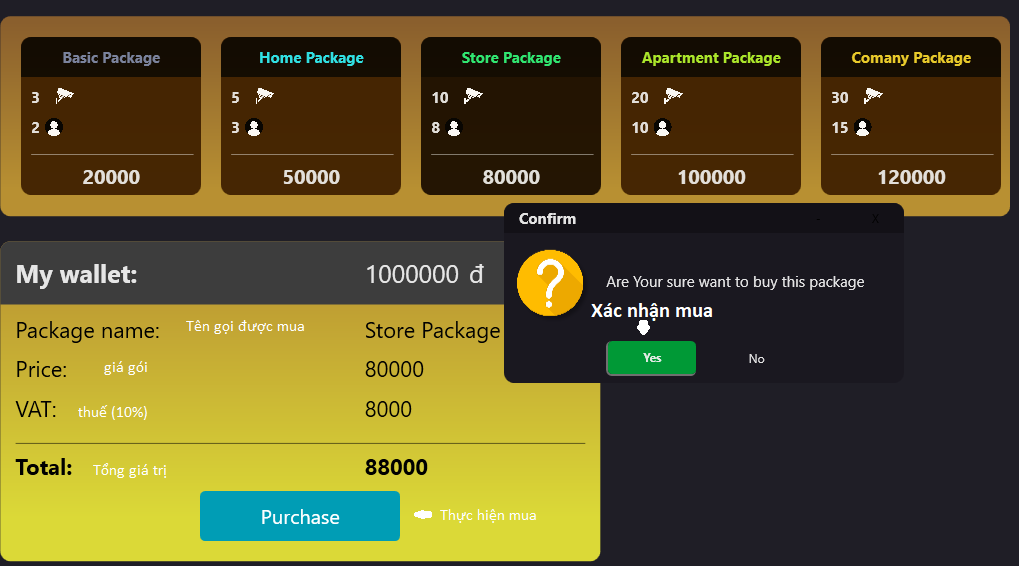 Basic Package
3
2
20000
Home Package
5
3
50000
Store Package
10
8
80000
Apartment Package
20
10
100000
Comany Package
30
15
120000
My wallet: 1000000 đ
Package name: Tên gọi được mua Store Package
Price: giá gói 80000
VAT: thuế (10%) 8000
Total: Tổng giá trị 88000
Purchase Thực hiện mua
Confirm - X
Are Your sure want to buy this package
Xác nhận mua
Yes No